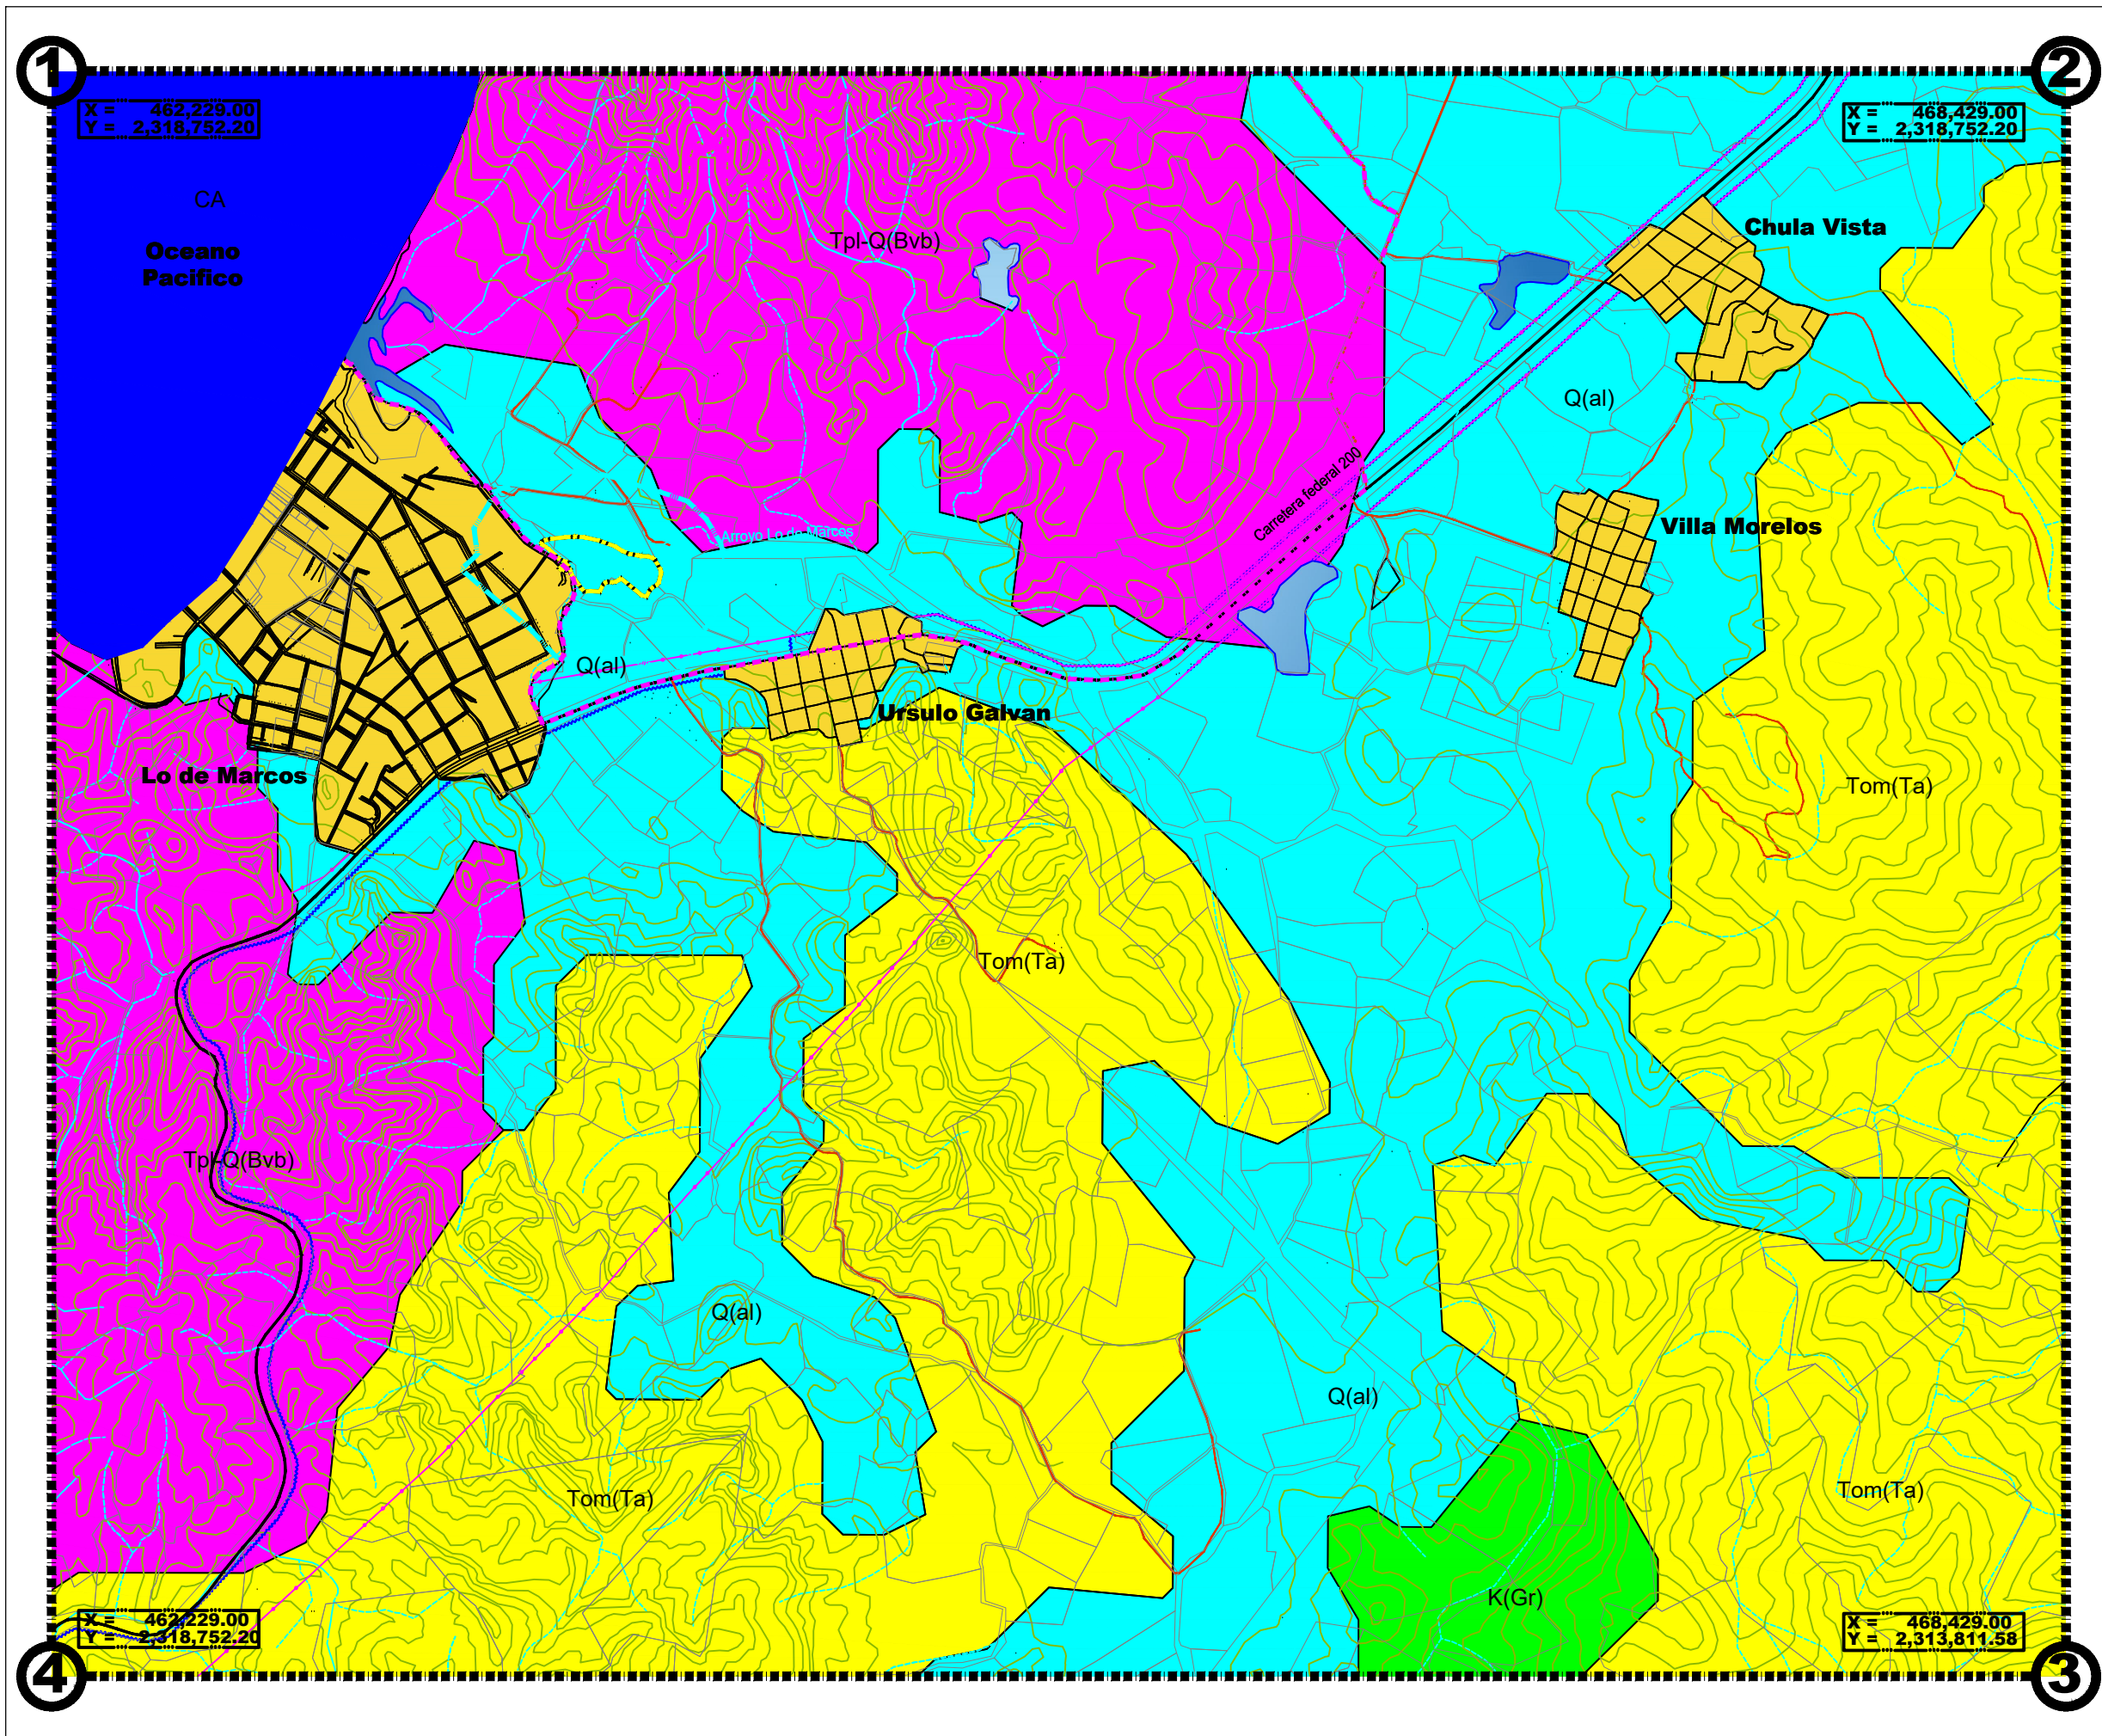 1
2
X = 462,229.00
Y = 2,318,752.20
X = 468,429.00
Y = 2,318,752.20
CA
Oceano
Pacifico
Tpl-Q(Bvb)
Chula Vista
Q(al)
Carretera federal 200
Villa Morelos
Arroyo Lo de Marcos
Q(al)
Ursulo Galvan
Lo de Marcos
Tom(Ta)
Tom(Ta)
Tpl-Q(Bvb)
Q(al)
Q(al)
Tom(Ta)
Tom(Ta)
K(Gr)
X = 462,229.00
Y = 2,318,752.20
X = 468,429.00
Y = 2,313,811.58
4
3